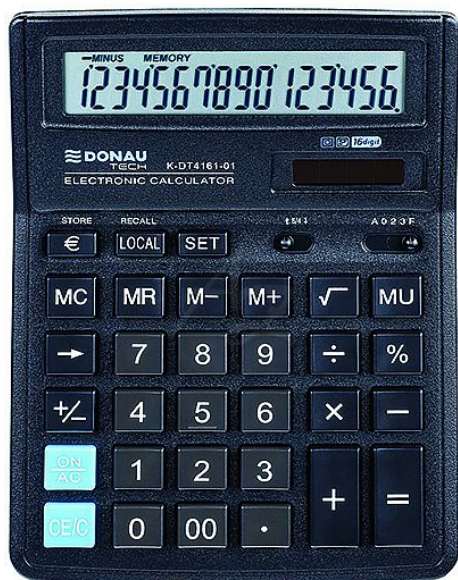 MINUS MEMORY
1234567890123456.
16digit
DONAU
TECH K-DT4161-01
ELECTRONIC CALCULATOR
STORE RECALL A 0 2 3 F
€ LOCAL SET
MC MR M− M+ √ MU
→ 7 8 9 ÷ %
+/− 4 5 6 × −
ON/AC 1 2 3 + =
CE/C 0 00 .